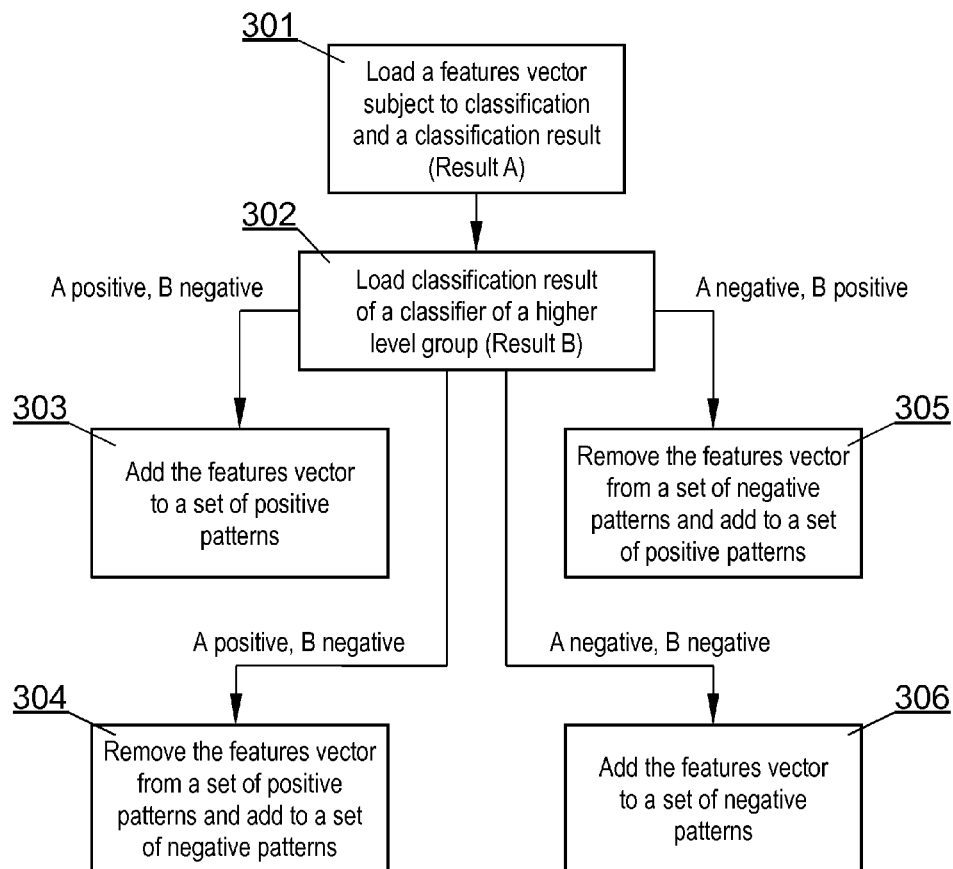 301
Load a features vector
subject to classification
and a classification result
(Result A)
302
Load classification result
of a classifier of a higher
level group (Result B)
A positive, B negative
A negative, B positive
303
Add the features vector
to a set of positive
patterns
305
Remove the features vector
from a set of negative
patterns and add to a set
of positive patterns
A positive, B negative
A negative, B negative
304
Remove the features vector
from a set of positive
patterns and add to a set
of negative patterns
306
Add the features vector
to a set of negative
patterns